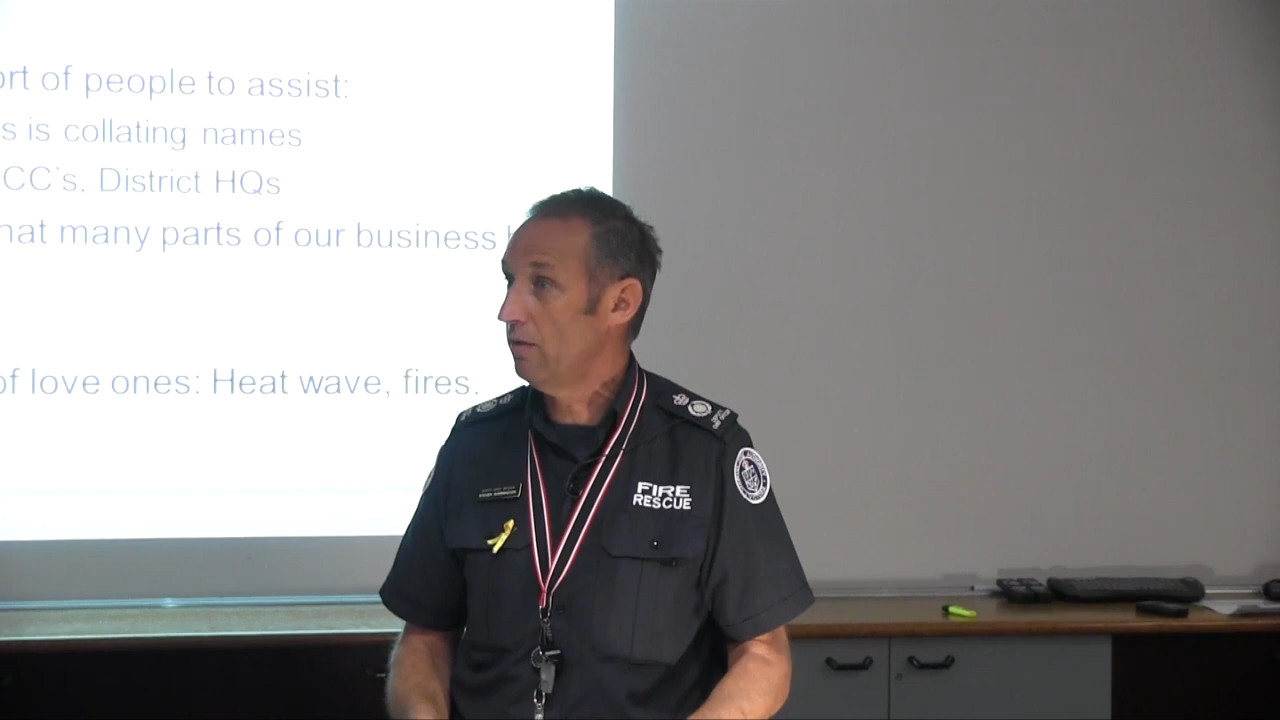 ort of people to assist:
s is collating names
CC's. District HQs
hat many parts of our business
of love ones: Heat wave, fires.
FIRE
RESCUE